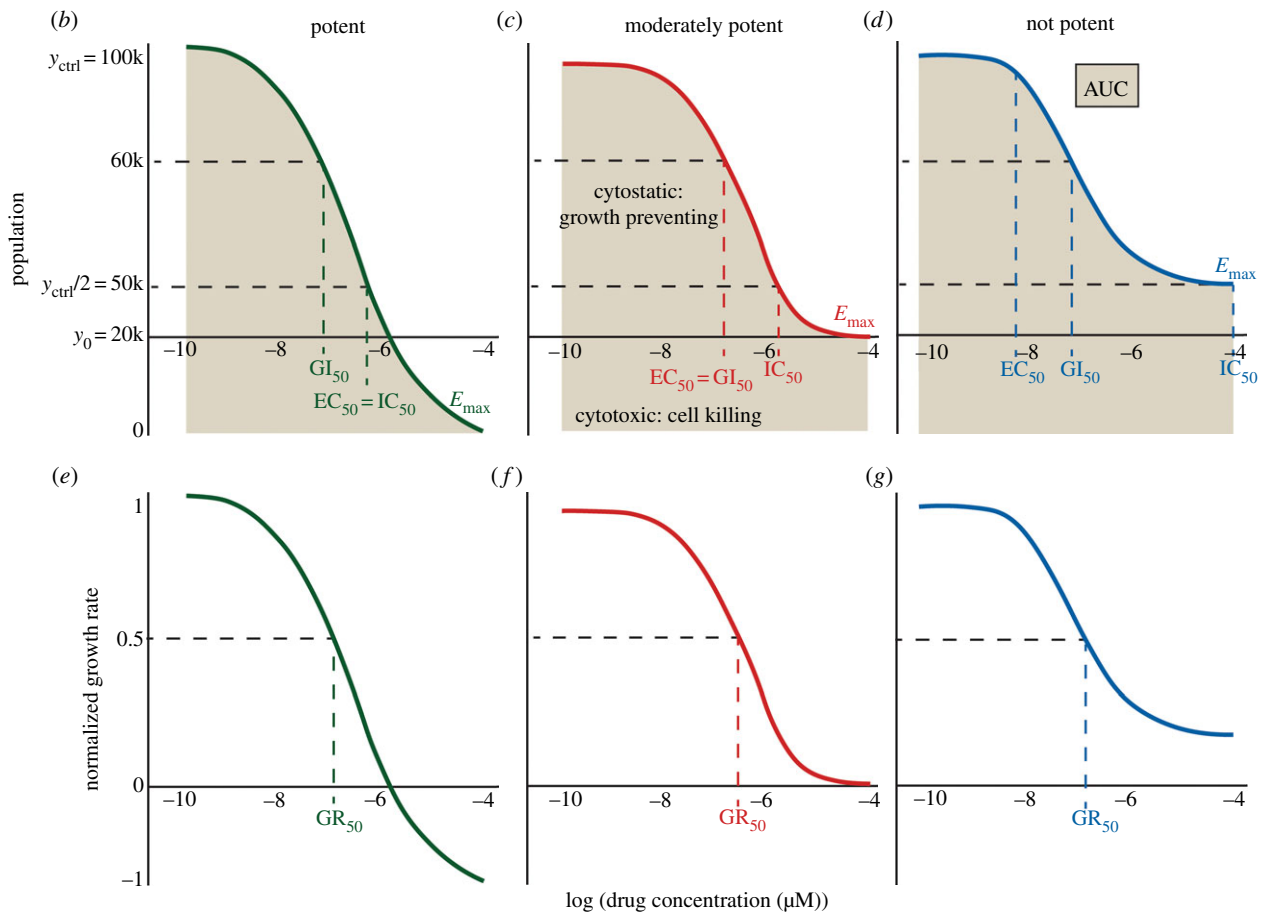 (b) potent
(c) moderately potent
(d) not potent
population
y_ctrl = 100k
60k
y_ctrl/2 = 50k
y_0 = 20k
0
−10 −8 −6 −4
GI_50
EC_50 = IC_50
E_max
cytostatic:
growth preventing
E_max
−10 −8 −6 −4
EC_50 = GI_50 IC_50
cytotoxic: cell killing
AUC
E_max
−10 −6 −4
EC_50 GI_50 IC_50
(e) (f) (g)
normalized growth rate
1
0.5
0
−1
−10 −8 −6 −4
GR_50
−10 −8 −6 −4
GR_50
−10 −8 −6 −4
GR_50
log (drug concentration (µM))